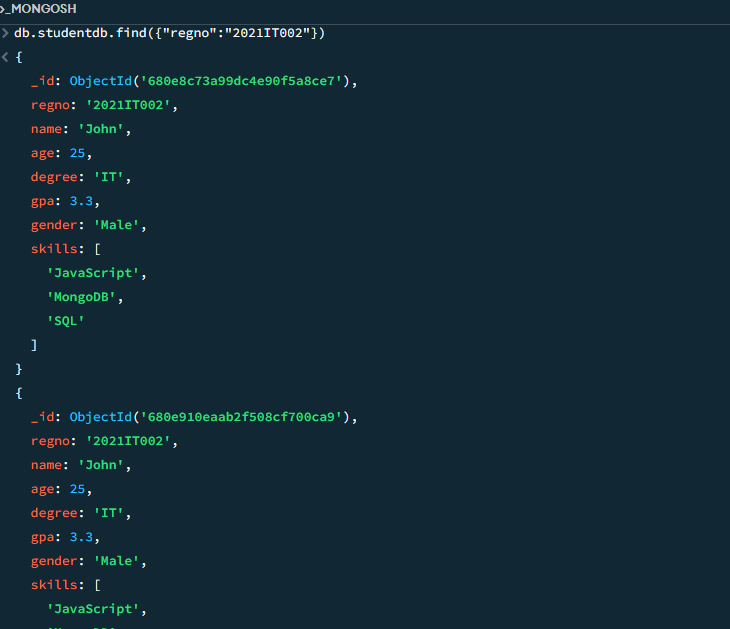 >_MONGOSH
> db.studentdb.find({"regno":"2021IT002"})
< {
_id: ObjectId('680e8c73a99dc4e90f5a8ce7'),
regno: '2021IT002',
name: 'John',
age: 25,
degree: 'IT',
gpa: 3.3,
gender: 'Male',
skills: [
'JavaScript',
'MongoDB',
'SQL'
]
}
{
_id: ObjectId('680e910eaab2f508cf700ca9'),
regno: '2021IT002',
name: 'John',
age: 25,
degree: 'IT',
gpa: 3.3,
gender: 'Male',
skills: [
'JavaScript',